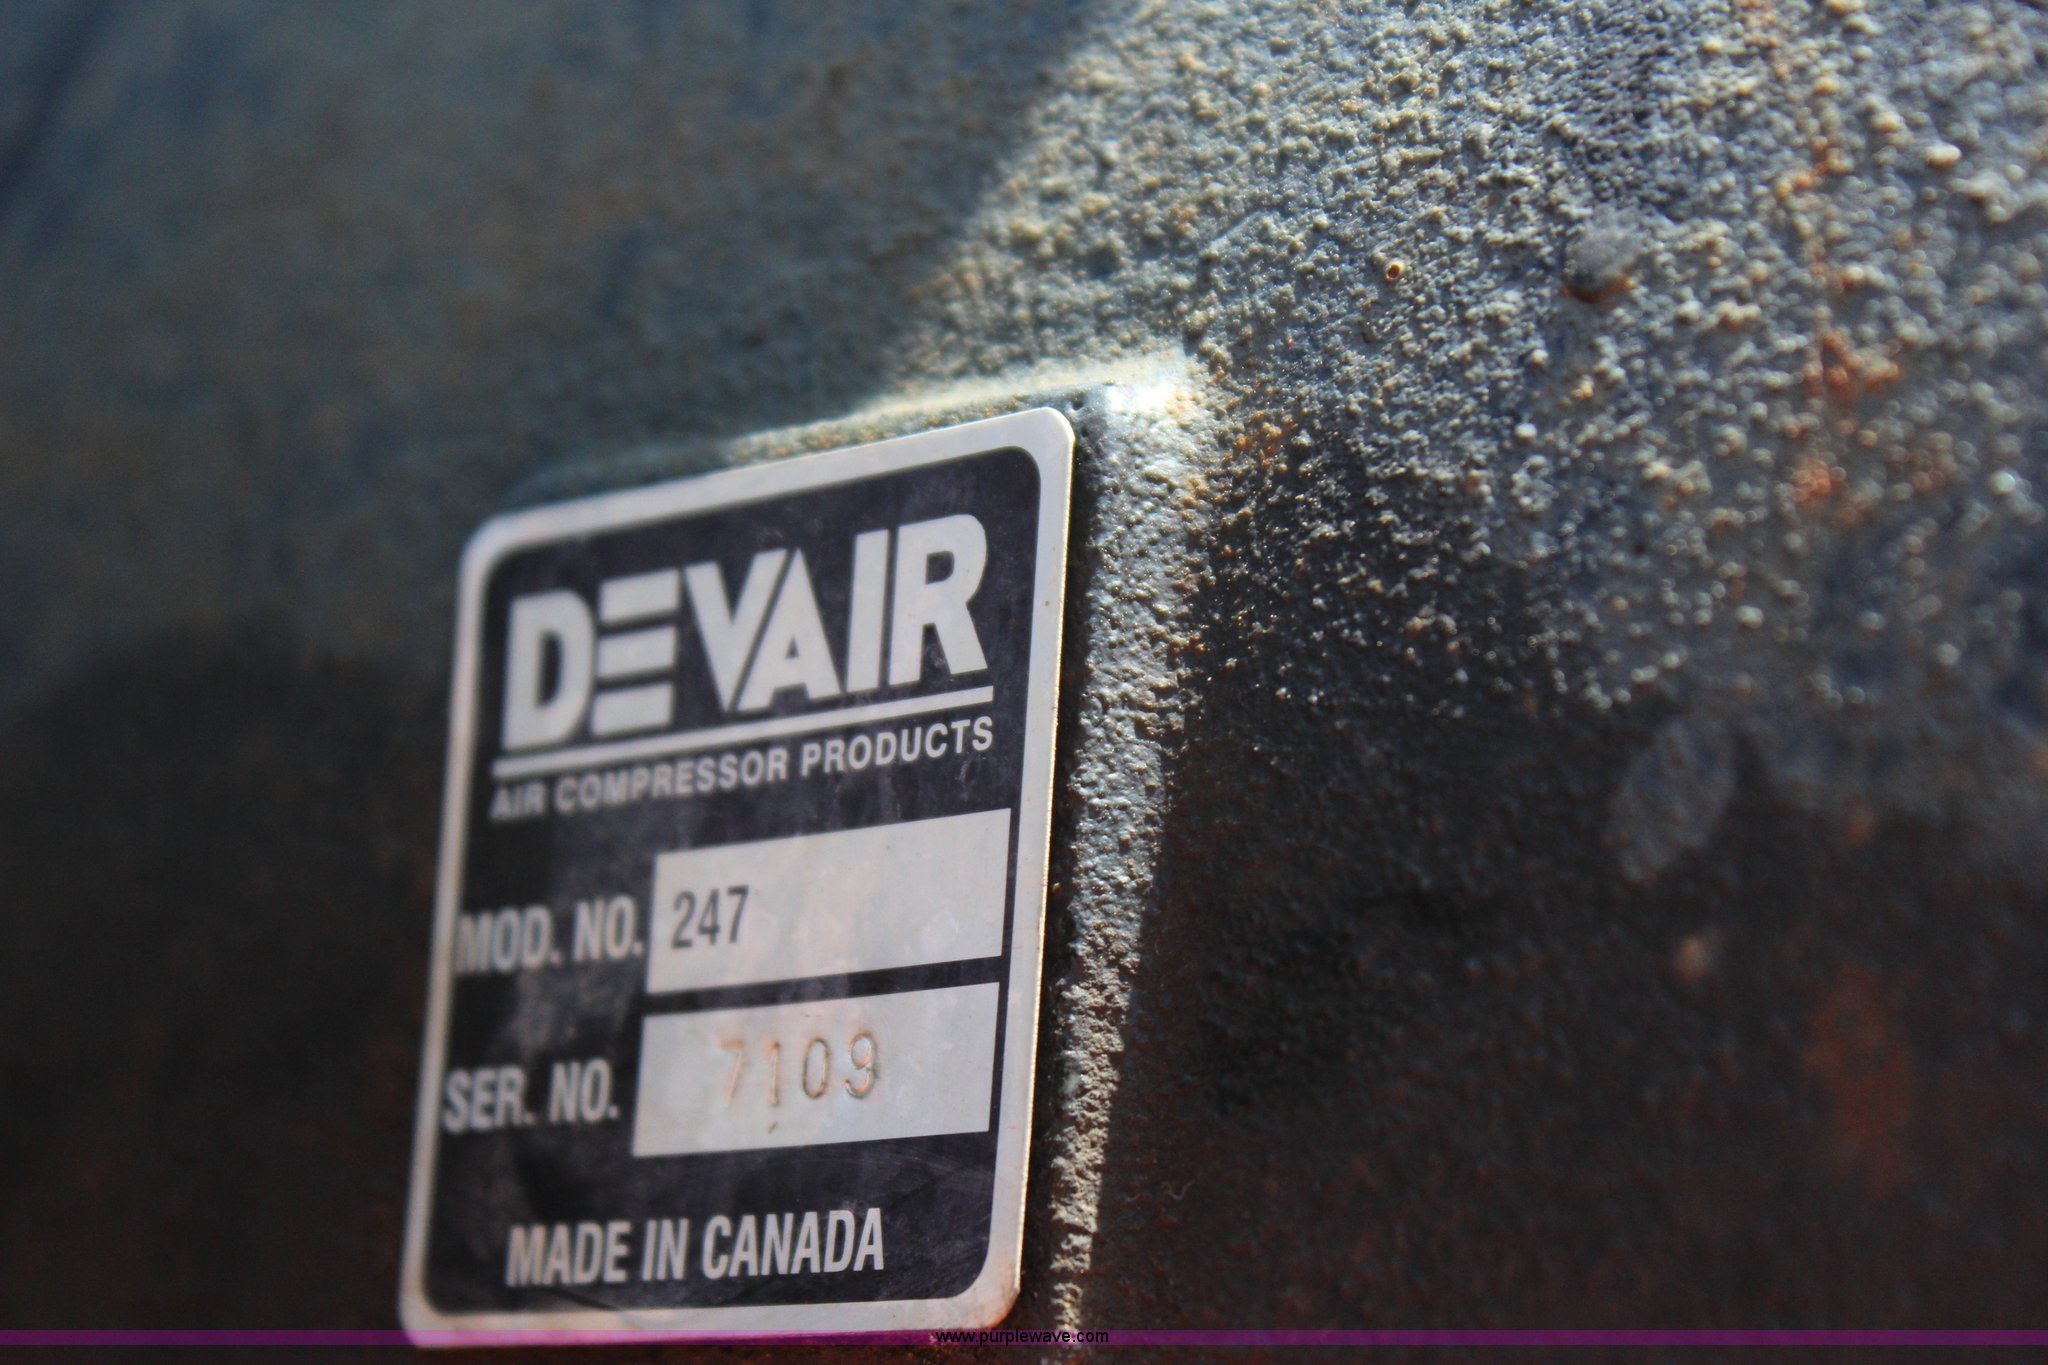 DEVAIR
AIR COMPRESSOR PRODUCTS
MOD. NO. 247
SER. NO. 7109
MADE IN CANADA
www.purplewave.com